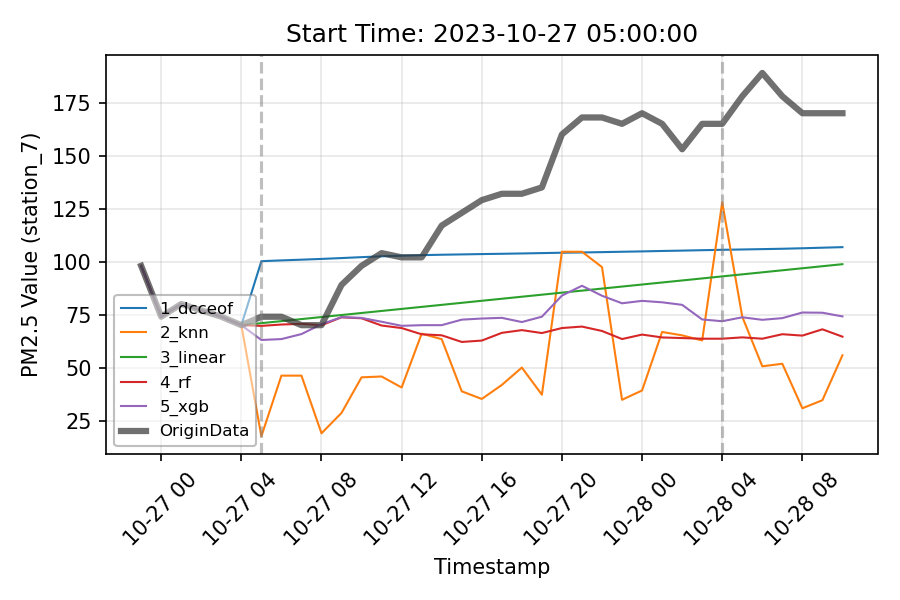 Start Time: 2023-10-27 05:00:00
PM2.5 Value (station_7)
175
150
125
100
75
50
25
1_dcceof
2_knn
3_linear
4_rf
5_xgb
OriginData
10-27 00
10-27 04
10-27 08
10-27 12
10-27 16
10-27 20
10-28 00
10-28 04
10-28 08
Timestamp